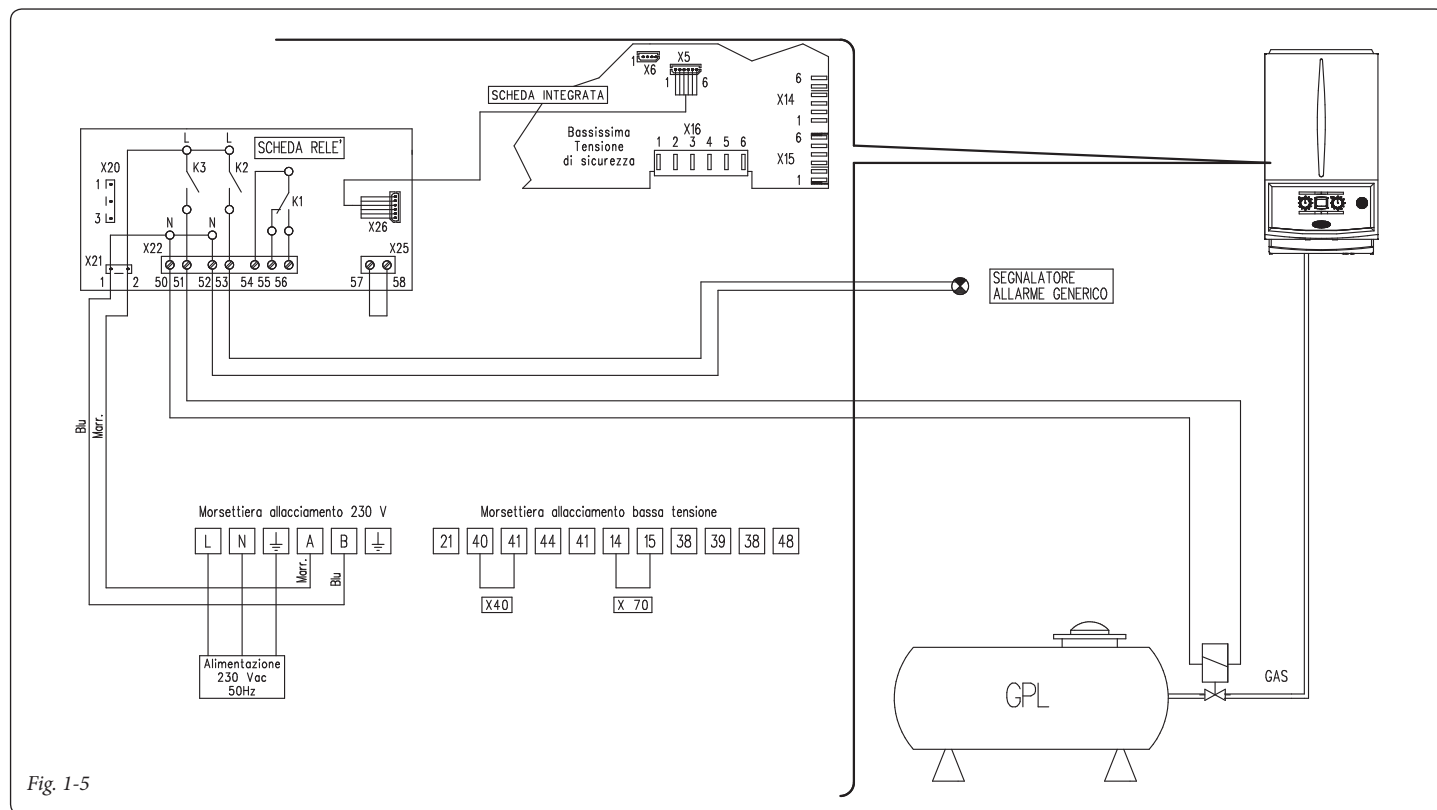 1 X6
X5
1 6
SCHEDA INTEGRATA
6
X14
1
6
X15
1
Bassissima
Tensione
di sicurezza
X16
1 2 3 4 5 6
L L
SCHEDA RELE'
X20
1
3
K3 K2
K1
X26
N N
X21
X22
X25
1 2 50 51 52 53 54 55 56 57 58
SEGNALATORE
ALLARME GENERICO
Blu
Marr.
Morsettiera allacciamento 230 V
L N A B
Marr.
Blu
Morsettiera allacciamento bassa tensione
21 40 41 44 41 14 15 38 39 38 48
X40
X 70
Alimentazione
230 Vac
50Hz
GAS
GPL
Fig. 1-5